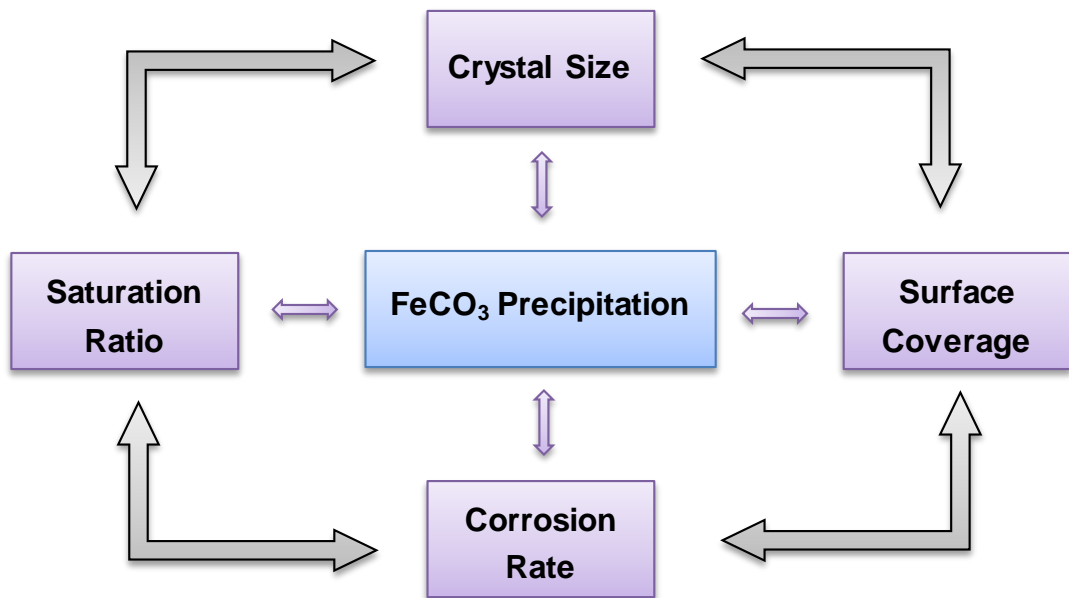 Crystal Size
Saturation
Ratio
FeCO₃ Precipitation
Surface
Coverage
Corrosion
Rate